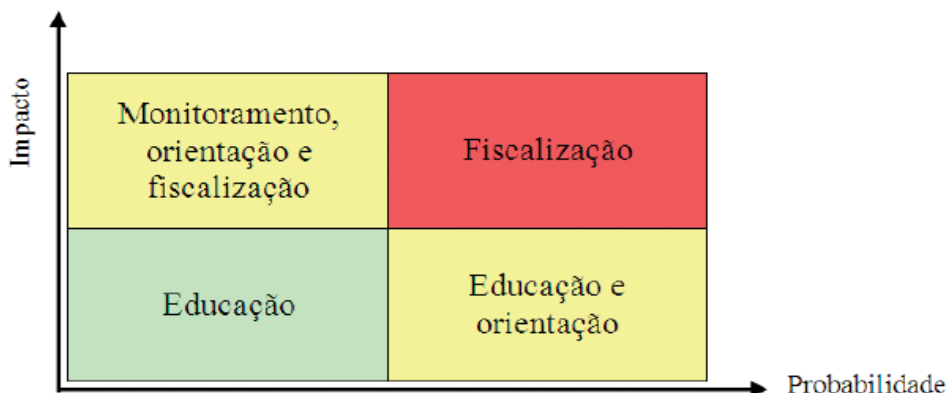 Impacto
Monitoramento,
orientação e
fiscalização
Fiscalização
Educação
Educação e
orientação
Probabilidade